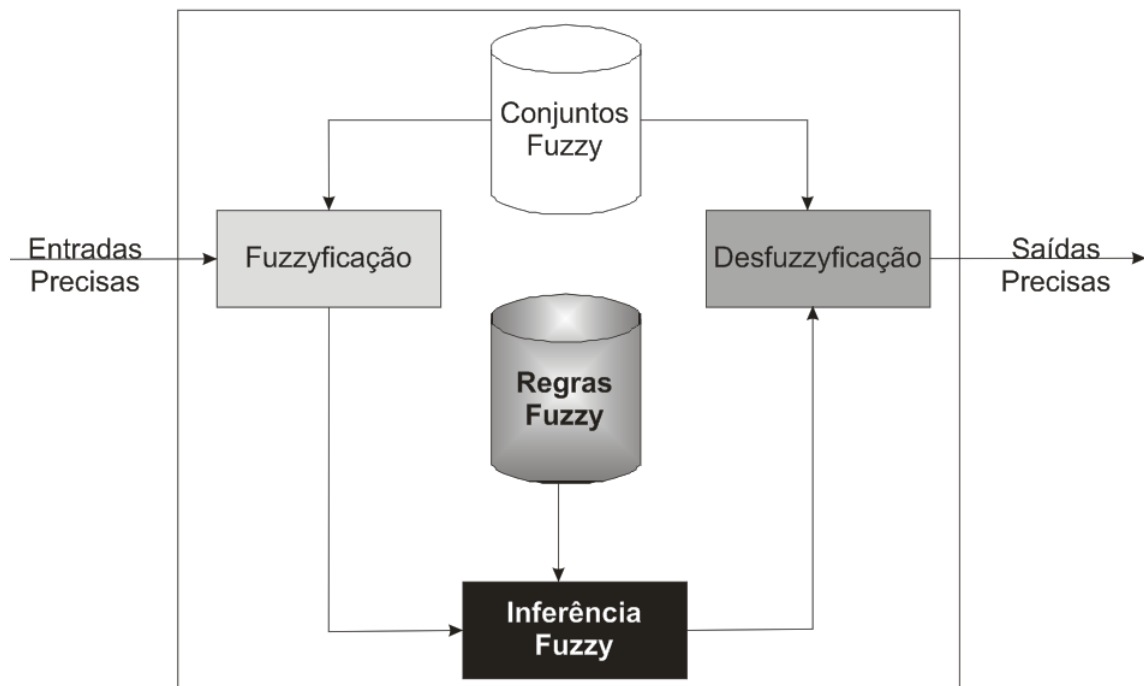 Conjuntos
Fuzzy
Entradas
Precisas
Fuzzyficação
Desfuzzyficação
Saídas
Precisas
Regras
Fuzzy
Inferência
Fuzzy